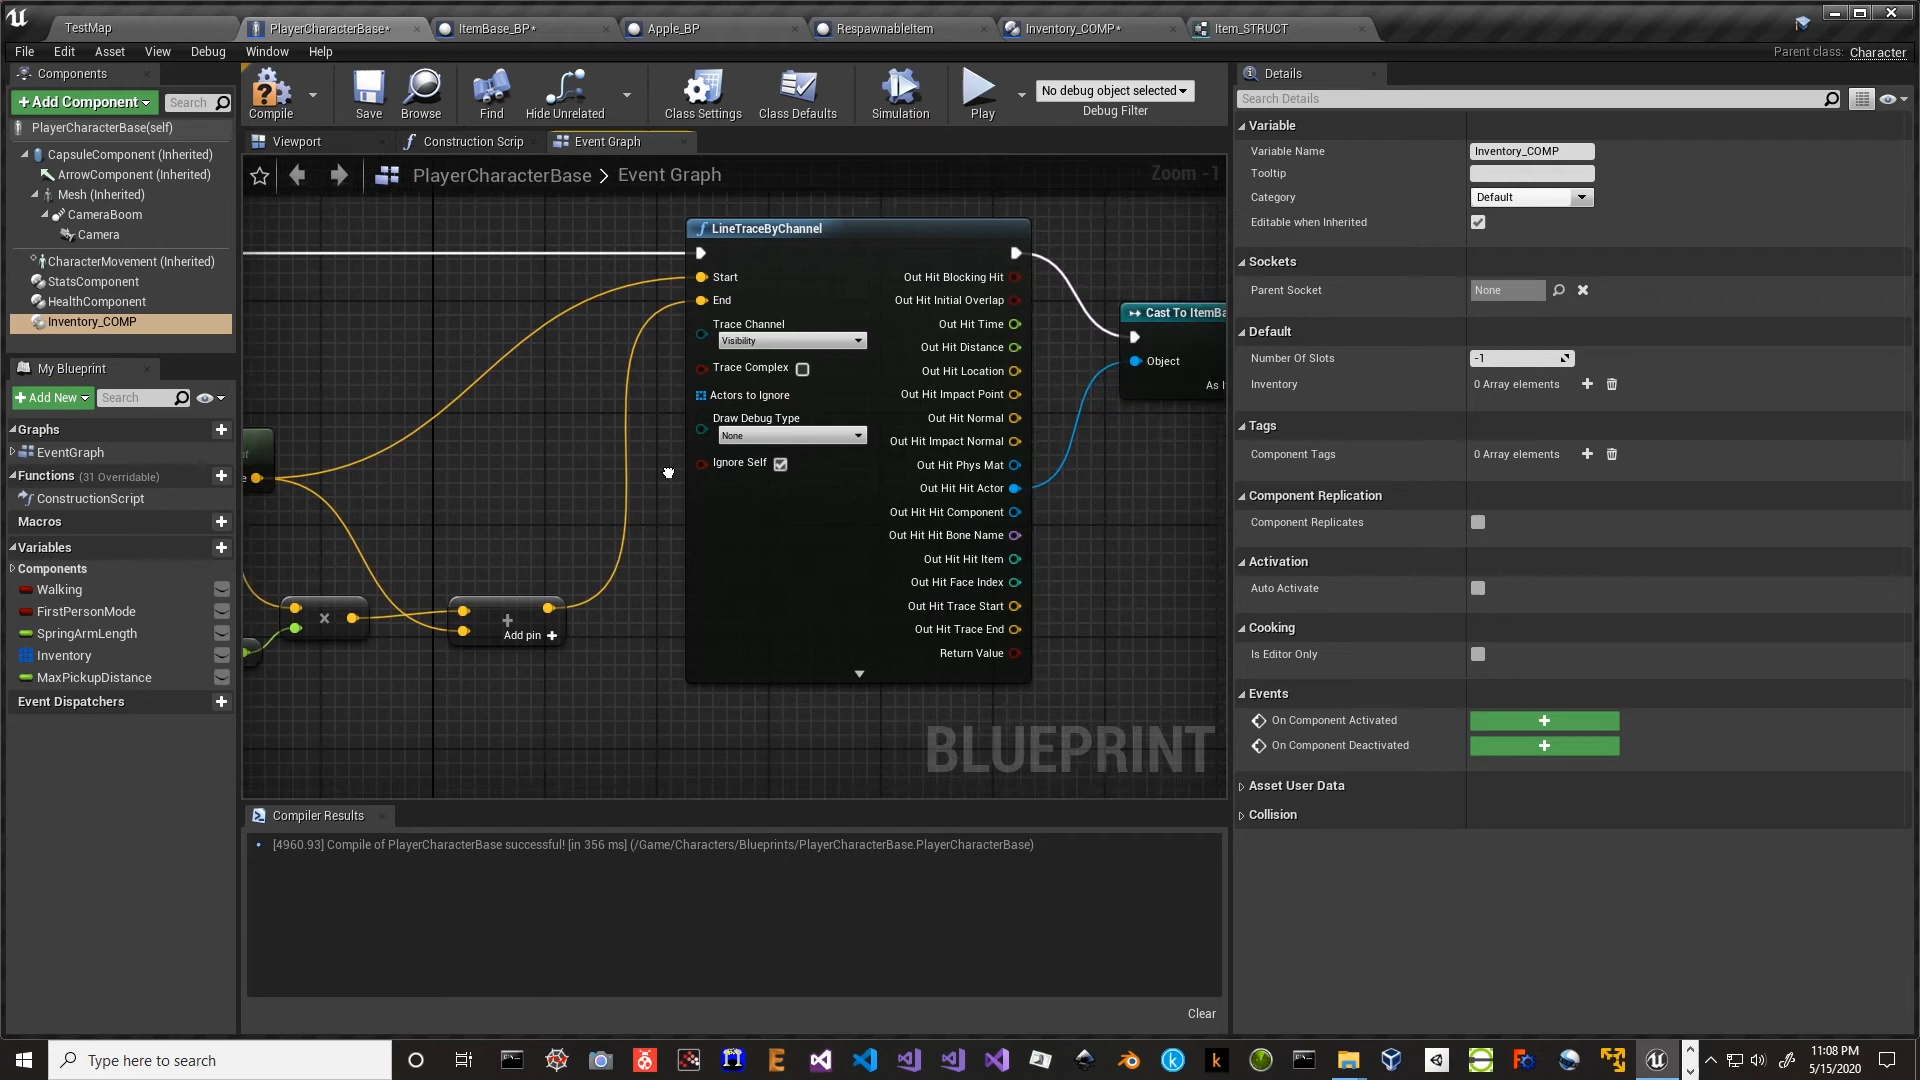 TestMap
PlayerCharacterBase*
ItemBase_BP*
Apple_BP
RespawnableItem
Inventory_COMP*
Item_STRUCT
File Edit Asset View Debug Window Help
Parent class: Character
Components
+Add Component
Search
PlayerCharacterBase(self)
CapsuleComponent (Inherited)
ArrowComponent (Inherited)
Mesh (Inherited)
CameraBoom
Camera
CharacterMovement (Inherited)
StatsComponent
HealthComponent
Inventory_COMP
My Blueprint
+Add New
Search
Graphs
EventGraph
Functions (31 Overridable)
ConstructionScript
Macros
Variables
Components
Walking
FirstPersonMode
SpringArmLength
Inventory
MaxPickupDistance
Event Dispatchers
Compile
Save
Browse
Find
Hide Unrelated
Class Settings
Class Defaults
Simulation
Play
No debug object selected
Debug Filter
Viewport
Construction Scrip
Event Graph
PlayerCharacterBase > Event Graph
Zoom -1
LineTraceByChannel
Start
End
Trace Channel
Visibility
Trace Complex
Actors to Ignore
Draw Debug Type
None
Ignore Self
Out Hit Blocking Hit
Out Hit Initial Overlap
Out Hit Time
Out Hit Distance
Out Hit Location
Out Hit Impact Point
Out Hit Normal
Out Hit Impact Normal
Out Hit Phys Mat
Out Hit Hit Actor
Out Hit Hit Component
Out Hit Hit Bone Name
Out Hit Hit Item
Out Hit Face Index
Out Hit Trace Start
Out Hit Trace End
Return Value
Cast To ItemBa
Object
As I
Add pin +
BLUEPRINT
Compiler Results
[4960.93] Compile of PlayerCharacterBase successful! [in 356 ms] (/Game/Characters/Blueprints/PlayerCharacterBase.PlayerCharacterBase)
Clear
Details
Search Details
Variable
Variable Name
Inventory_COMP
Tooltip
Category
Default
Editable when Inherited
Sockets
Parent Socket
None
Default
Number Of Slots
-1
Inventory
0 Array elements
Tags
Component Tags
0 Array elements
Component Replication
Component Replicates
Activation
Auto Activate
Cooking
Is Editor Only
Events
On Component Activated
On Component Deactivated
Asset User Data
Collision
Type here to search
11:08 PM
5/15/2020